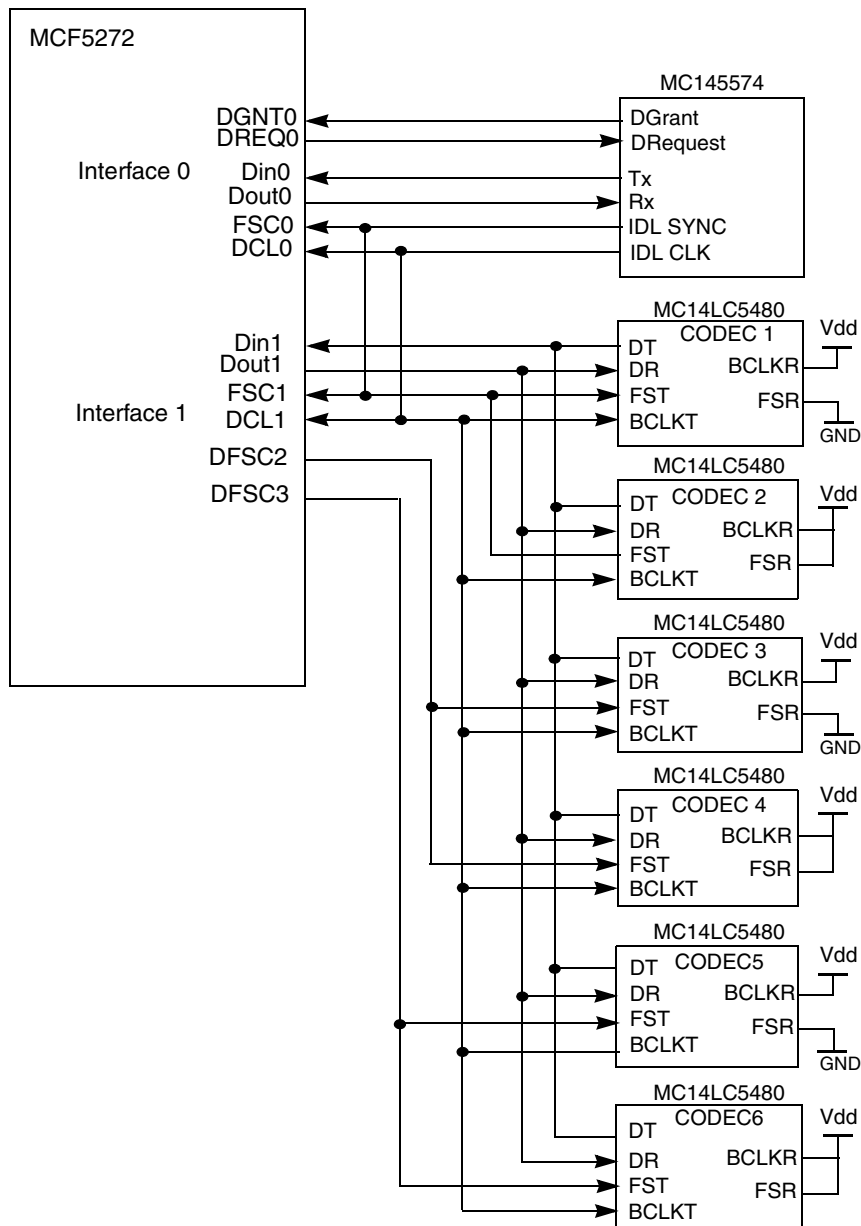 MCF5272
MC145574
DGNT0
DGrant
DREQ0
DRequest
Interface 0
Din0
Tx
Dout0
Rx
FSC0
IDL SYNC
DCL0
IDL CLK
MC14LC5480
CODEC 1
Vdd
Din1
DT
Dout1
DR
BCLKR
FSC1
FST
FSR
Interface 1
DCL1
BCLKT
GND
DFSC2
MC14LC5480
DFSC3
DT
CODEC 2
Vdd
DR
BCLKR
FST
FSR
BCLKT
MC14LC5480
CODEC 3
Vdd
DT
DR
BCLKR
FST
FSR
BCLKT
GND
MC14LC5480
CODEC 4
Vdd
DT
DR
BCLKR
FST
FSR
BCLKT
MC14LC5480
CODEC5
Vdd
DT
DR
BCLKR
FST
FSR
BCLKT
GND
MC14LC5480
CODEC6
Vdd
DT
DR
BCLKR
FST
FSR
BCLKT